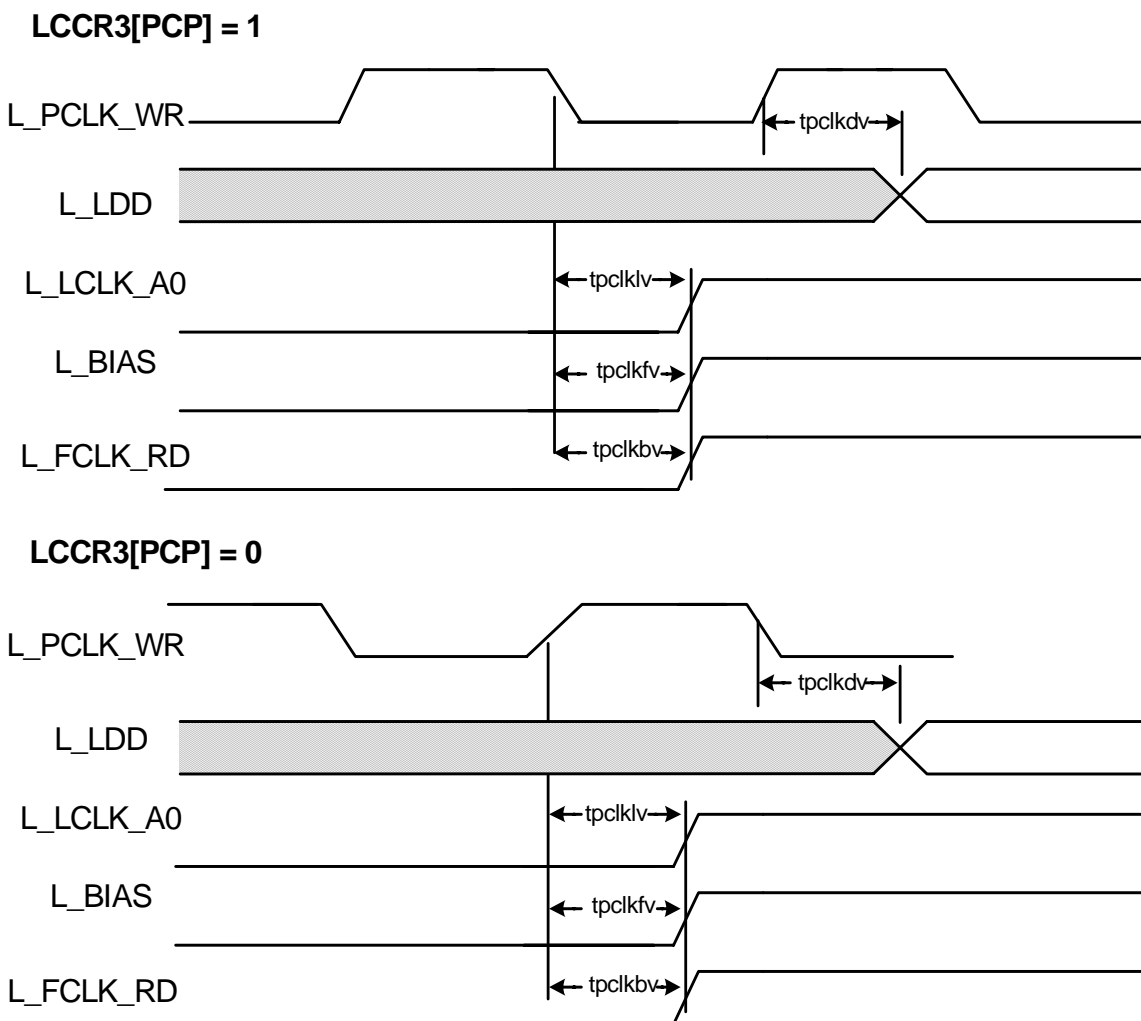 LCCR3[PCP] = 1
L_PCLK_WR
tpclkdv
L_LDD
L_LCLK_A0
tpclklv
L_BIAS
tpclkfv
L_FCLK_RD
tpclkbv
LCCR3[PCP] = 0
L_PCLK_WR
tpclkdv
L_LDD
L_LCLK_A0
tpclklv
L_BIAS
tpclkfv
L_FCLK_RD
tpclkbv